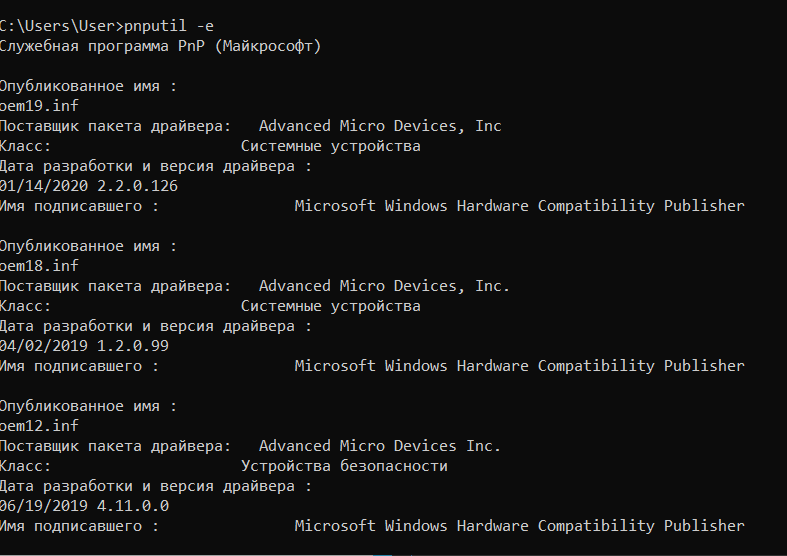 C:\Users\User>pnputil -e
Служебная программа PnP (Майкрософт)
Опубликованное имя :
oem19.inf
Поставщик пакета драйвера: Advanced Micro Devices, Inc
Класс: Системные устройства
Дата разработки и версия драйвера :
01/14/2020 2.2.0.126
Имя подписавшего : Microsoft Windows Hardware Compatibility Publisher
Опубликованное имя :
oem18.inf
Поставщик пакета драйвера: Advanced Micro Devices, Inc.
Класс: Системные устройства
Дата разработки и версия драйвера :
04/02/2019 1.2.0.99
Имя подписавшего : Microsoft Windows Hardware Compatibility Publisher
Опубликованное имя :
oem12.inf
Поставщик пакета драйвера: Advanced Micro Devices Inc.
Класс: Устройства безопасности
Дата разработки и версия драйвера :
06/19/2019 4.11.0.0
Имя подписавшего : Microsoft Windows Hardware Compatibility Publisher